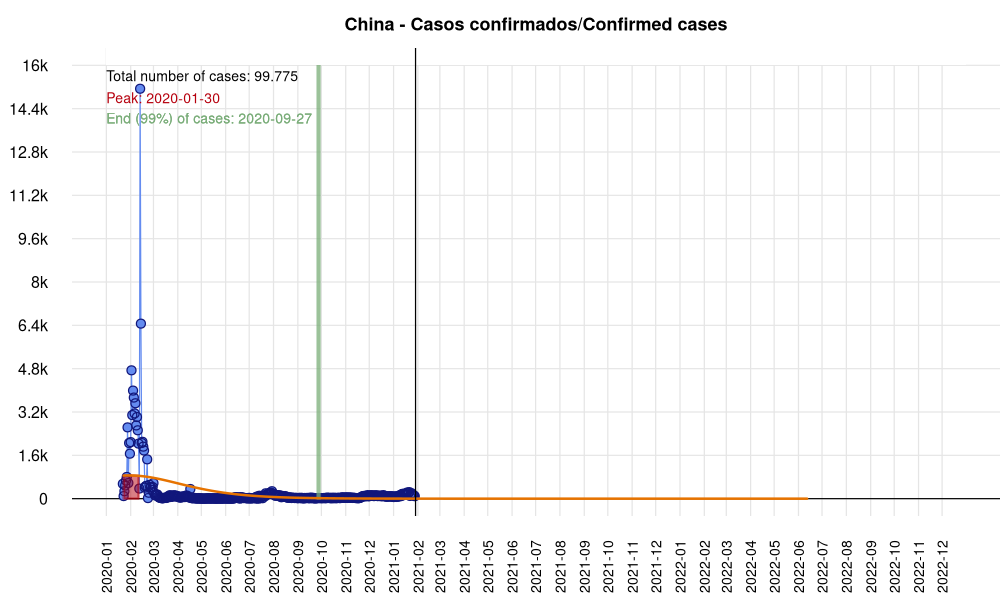 China - Casos confirmados/Confirmed cases
16k
Total number of cases: 99.775
Peak: 2020-01-30
14.4k
End (99%) of cases: 2020-09-27
12.8k
11.2k
9.6k
8k
6.4k
4.8k
3.2k
1.6k
0
2020-01
2020-02
2020-03
2020-04
2020-05
2020-06
2020-07
2020-08
2020-09
2020-10
2020-11
2020-12
2021-01
2021-02
2021-03
2021-04
2021-05
2021-06
2021-07
2021-08
2021-09
2021-10
2021-11
2021-12
2022-01
2022-02
2022-03
2022-04
2022-05
2022-06
2022-07
2022-08
2022-09
2022-10
2022-11
2022-12